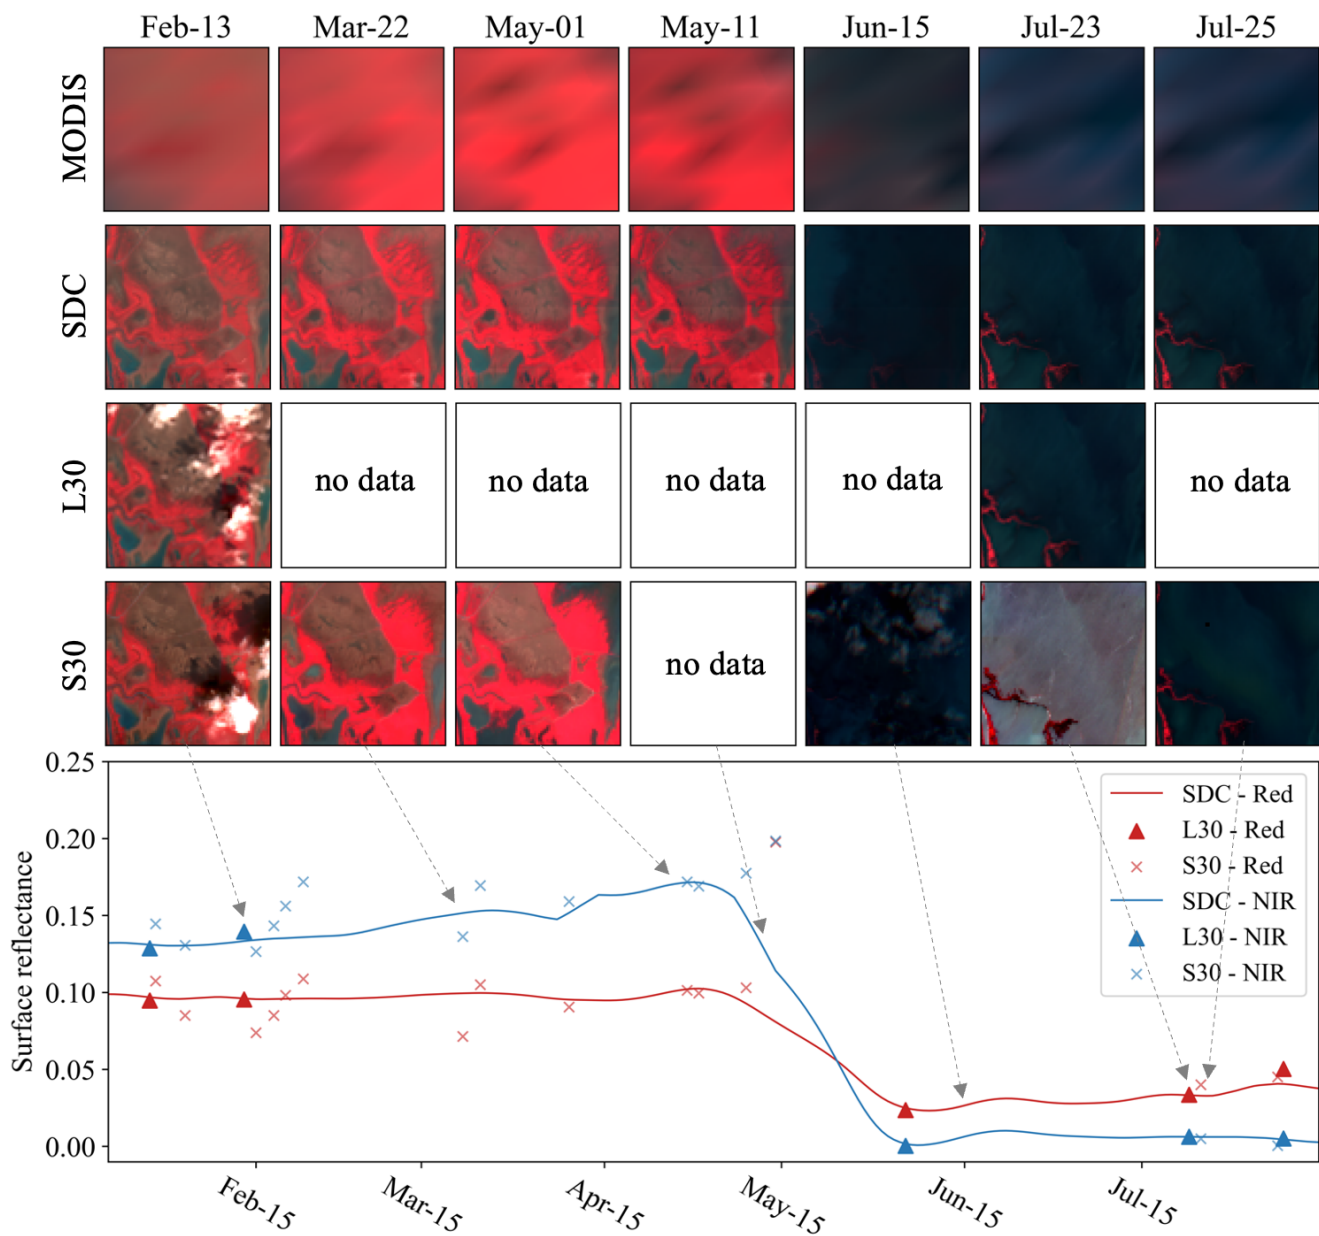 Feb-13 Mar-22 May-01 May-11 Jun-15 Jul-23 Jul-25
MODIS
SDC
L30
no data no data no data no data no data
S30
no data
0.25
0.20
0.15
0.10
0.05
0.00
Surface reflectance
SDC - Red
L30 - Red
S30 - Red
SDC - NIR
L30 - NIR
S30 - NIR
Feb-15 Mar-15 Apr-15 May-15 Jun-15 Jul-15